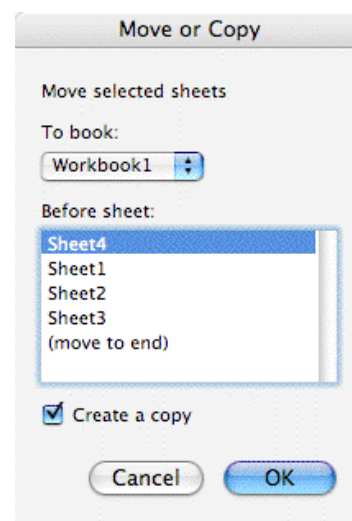 Move or Copy
Move selected sheets
To book:
Workbook1
Before sheet:
Sheet4
Sheet1
Sheet2
Sheet3
(move to end)
Create a copy
Cancel OK